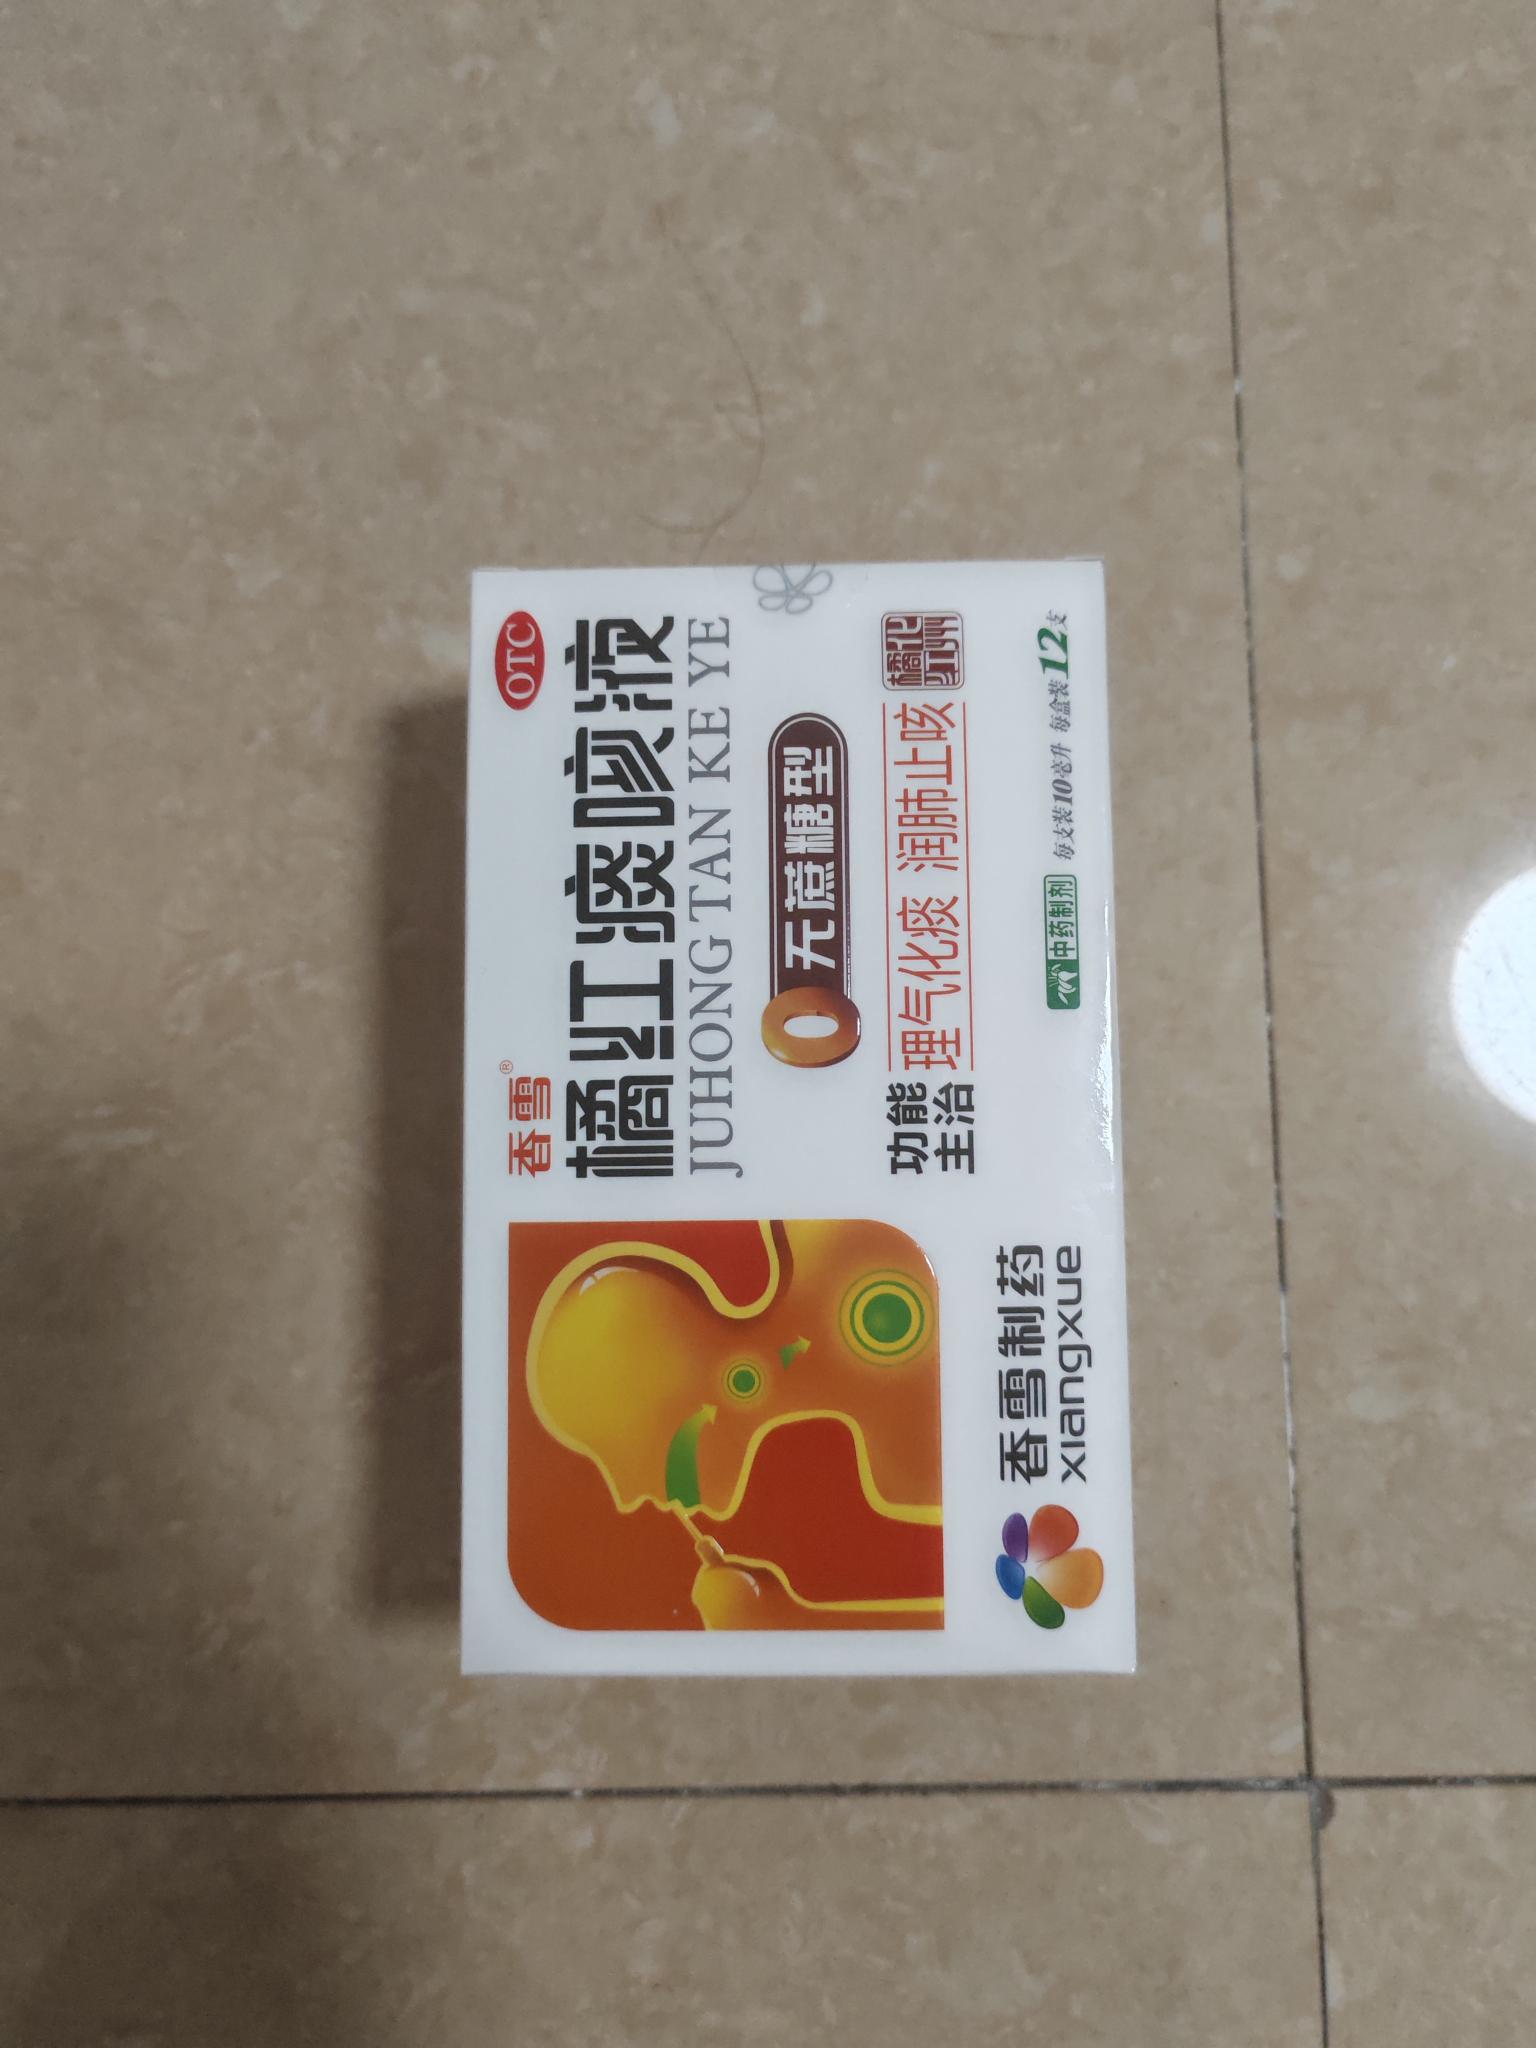 OTC
香雪®
橘红痰咳液
JUHONG TAN KE YE
0 无蔗糖型
功能主治
理气化痰 润肺止咳
化州橘红
中药制剂
每支装10毫升 每盒装12支
香雪制药
xiangxue